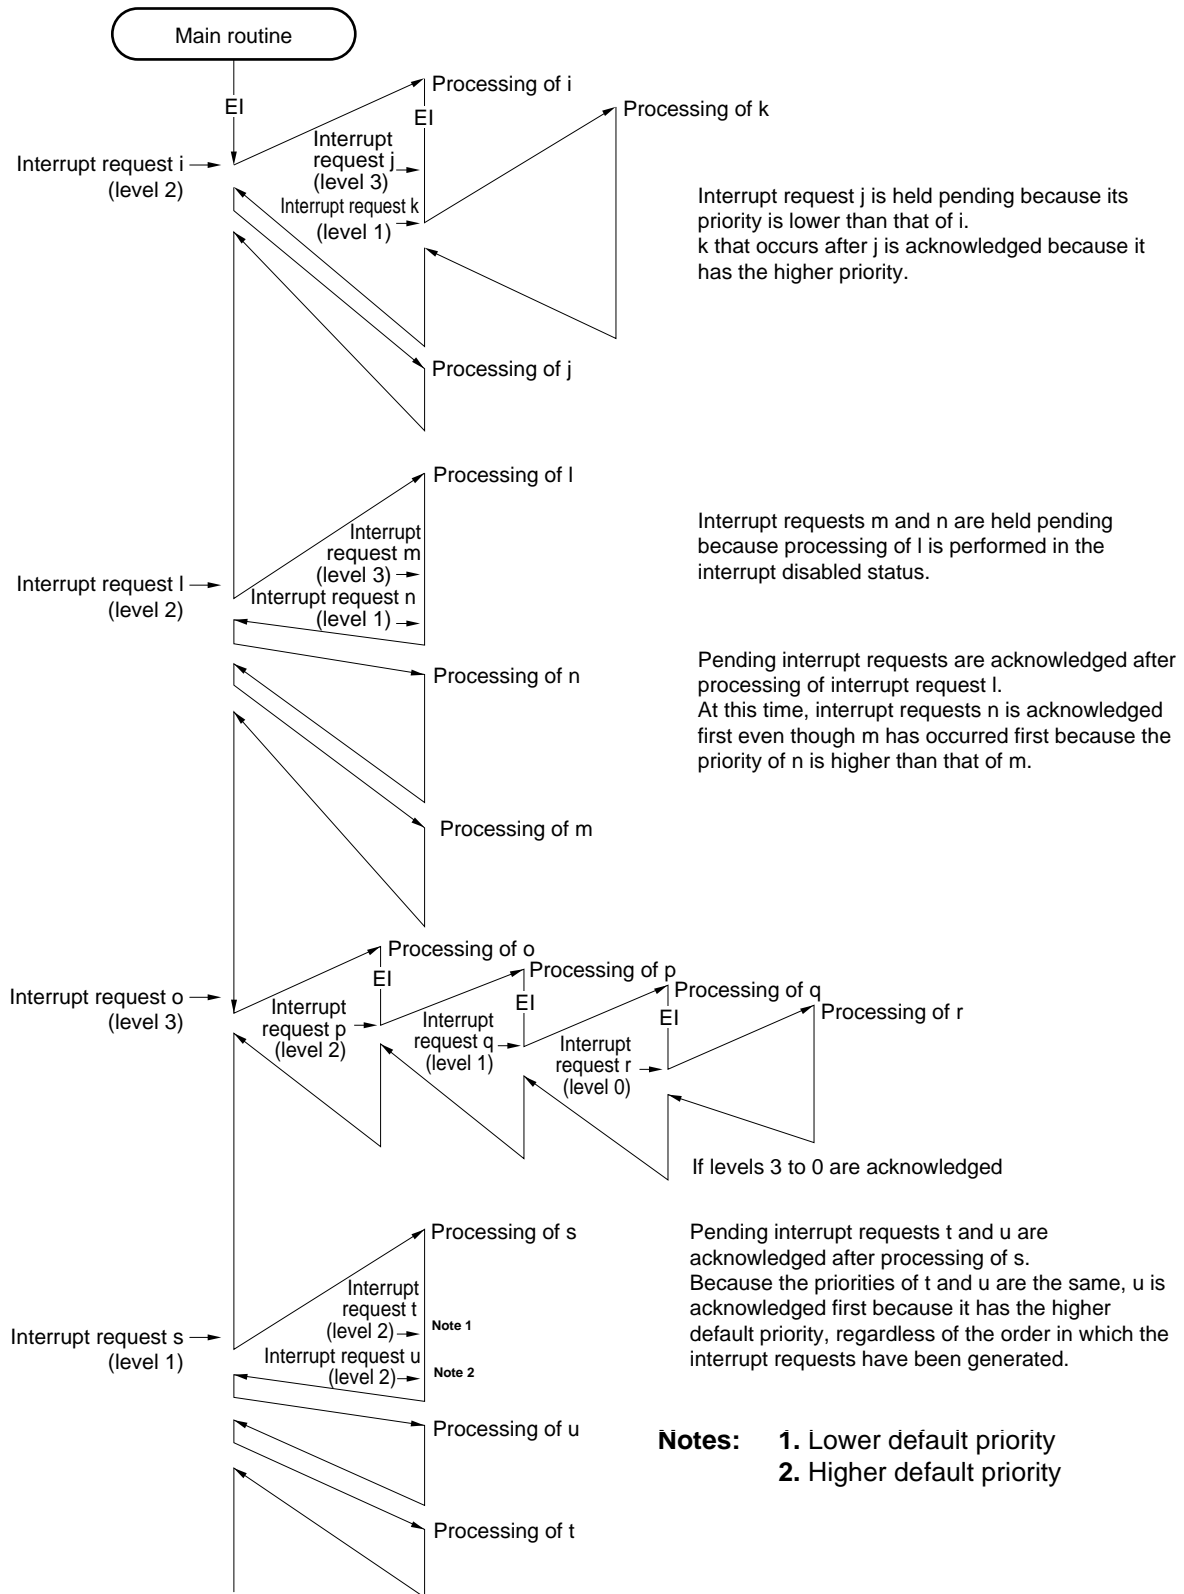 Main routine
EI
Processing of i
EI
Processing of k
Interrupt request i
(level 2)
Interrupt
request j
(level 3)
Interrupt request k
(level 1)
Interrupt request j is held pending because its
priority is lower than that of i.
k that occurs after j is acknowledged because it
has the higher priority.
Processing of j
Processing of l
Interrupt request l
(level 2)
Interrupt
request m
(level 3)
Interrupt request n
(level 1)
Interrupt requests m and n are held pending
because processing of l is performed in the
interrupt disabled status.
Processing of n
Pending interrupt requests are acknowledged after
processing of interrupt request l.
At this time, interrupt requests n is acknowledged
first even though m has occurred first because the
priority of n is higher than that of m.
Processing of m
Processing of o
EI
Processing of p
EI
Processing of q
EI
Processing of r
Interrupt request o
(level 3)
Interrupt
request p
(level 2)
Interrupt
request q
(level 1)
Interrupt
request r
(level 0)
If levels 3 to 0 are acknowledged
Processing of s
Interrupt request s
(level 1)
Interrupt
request t
(level 2)
Note 1
Interrupt request u
(level 2)
Note 2
Pending interrupt requests t and u are
acknowledged after processing of s.
Because the priorities of t and u are the same, u is
acknowledged first because it has the higher
default priority, regardless of the order in which the
interrupt requests have been generated.
Processing of u
Notes: 1. Lower default priority
2. Higher default priority
Processing of t